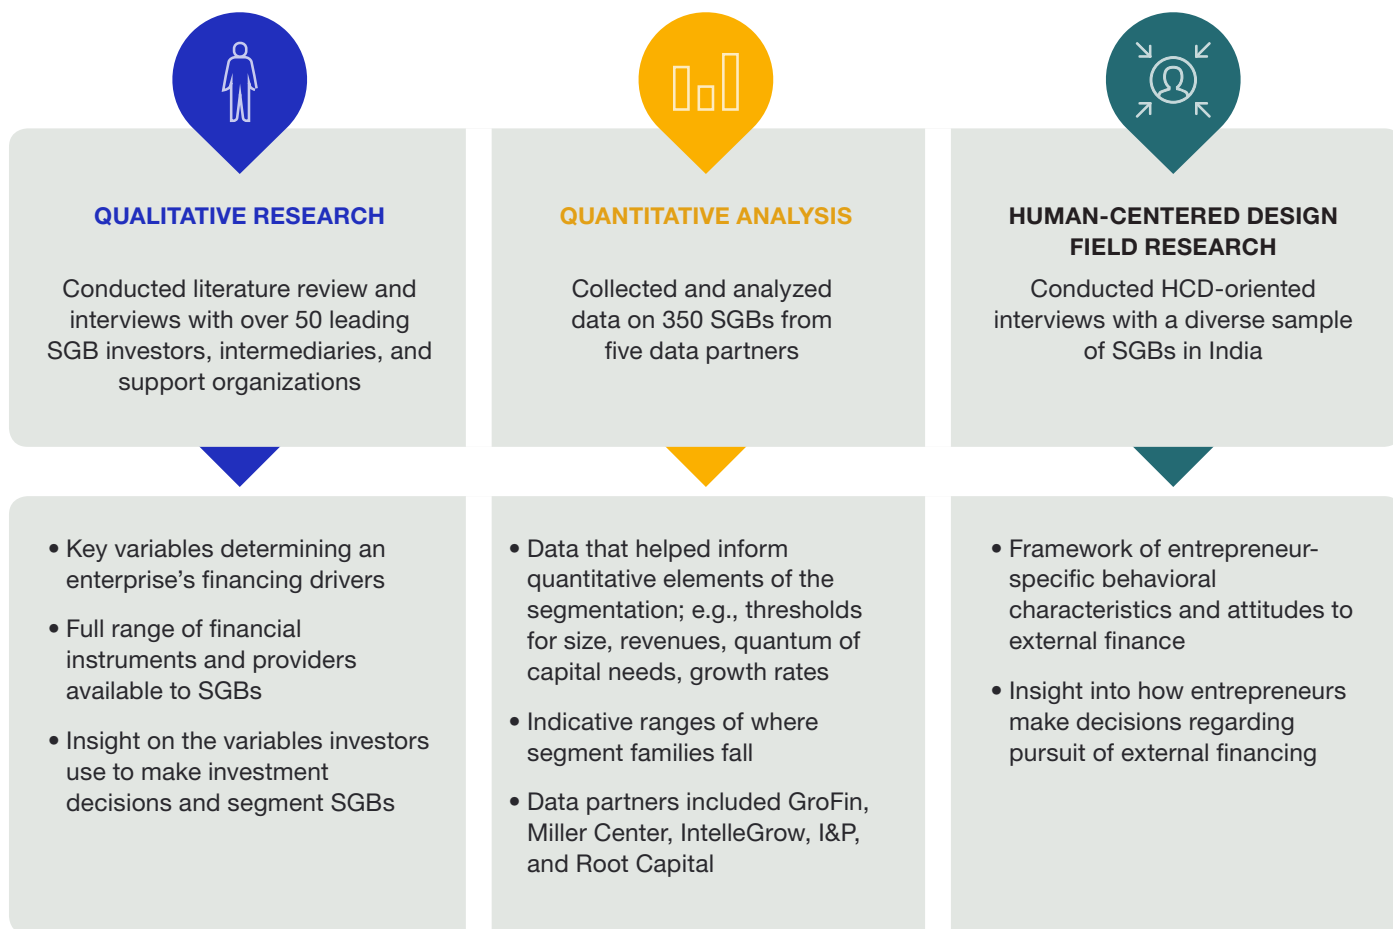 QUALITATIVE RESEARCH
Conducted literature review and
interviews with over 50 leading
SGB investors, intermediaries, and
support organizations
• Key variables determining an
enterprise’s financing drivers
• Full range of financial
instruments and providers
available to SGBs
• Insight on the variables investors
use to make investment
decisions and segment SGBs
QUANTITATIVE ANALYSIS
Collected and analyzed
data on 350 SGBs from
five data partners
• Data that helped inform
quantitative elements of the
segmentation; e.g., thresholds
for size, revenues, quantum of
capital needs, growth rates
• Indicative ranges of where
segment families fall
• Data partners included GroFin,
Miller Center, IntelleGrow, I&P,
and Root Capital
HUMAN-CENTERED DESIGN
FIELD RESEARCH
Conducted HCD-oriented
interviews with a diverse sample
of SGBs in India
• Framework of entrepreneur-
specific behavioral
characteristics and attitudes to
external finance
• Insight into how entrepreneurs
make decisions regarding
pursuit of external financing